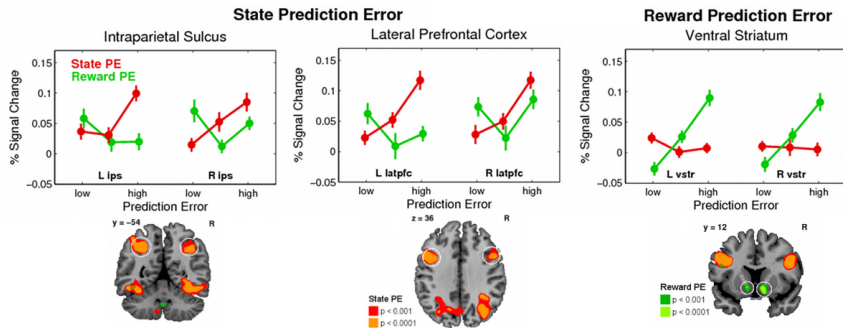 State Prediction Error
Reward Prediction Error
Intraparietal Sulcus
Lateral Prefrontal Cortex
Ventral Striatum
% Signal Change
0.15
0.1
0.05
0
−0.05
State PE
Reward PE
L ips
R ips
low
high
low
high
Prediction Error
% Signal Change
0.15
0.1
0.05
0
−0.05
L latpfc
R latpfc
low
high
low
high
Prediction Error
% Signal Change
0.15
0.1
0.05
0
−0.05
L vstr
R vstr
low
high
low
high
Prediction Error
y = −54
R
z = 36
R
State PE
p < 0.001
p < 0.0001
y = 12
R
Reward PE
p < 0.001
p < 0.0001